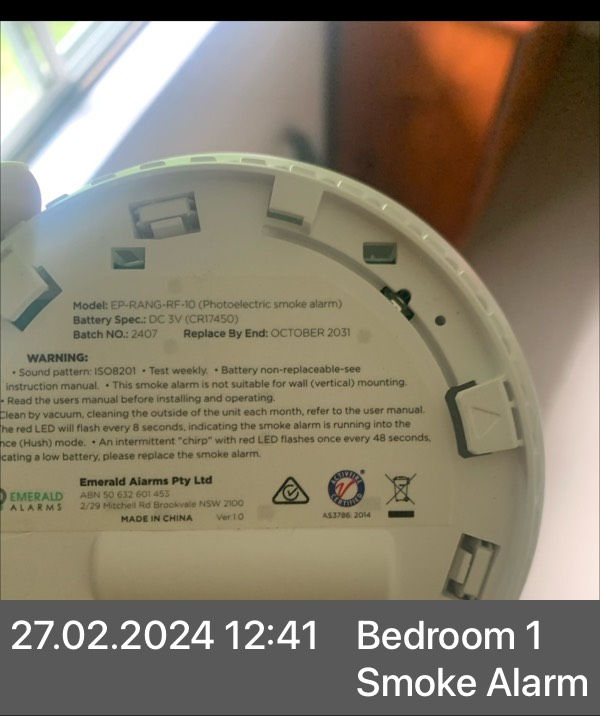 Model: EP-RANG-RF-10 (Photoelectric smoke alarm)
Battery Spec.: DC 3V (CR17450)
Batch NO.: 2407 Replace By End: OCTOBER 2031
WARNING:
• Sound pattern: ISO8201 • Test weekly. • Battery non-replaceable-see
instruction manual. • This smoke alarm is not suitable for wall (vertical) mounting.
• Read the users manual before installing and operating.
Clean by vacuum, cleaning the outside of the unit each month, refer to the user manual.
he red LED will flash every 8 seconds, indicating the smoke alarm is running into the
nce (Hush) mode. • An intermittent "chirp" with red LED flashes once every 48 seconds,
cating a low battery, please replace the smoke alarm.
EMERALD
ALARMS
Emerald Alarms Pty Ltd
ABN 50 632 601 453
2/29 Mitchell Rd Brookvale NSW 2100
MADE IN CHINA Ver:1.0
ACTIVFIRE
CERTIFIED
AS3786: 2014
27.02.2024 12:41
Bedroom 1
Smoke Alarm